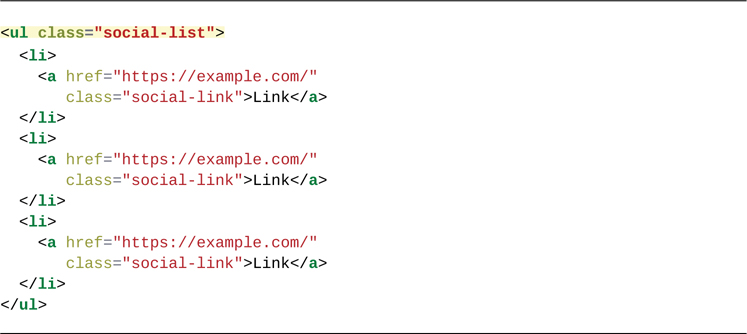 <ul class="social-list">
  <li>
    <a href="https://example.com/"
       class="social-link">Link</a>
  </li>
  <li>
    <a href="https://example.com/"
       class="social-link">Link</a>
  </li>
  <li>
    <a href="https://example.com/"
       class="social-link">Link</a>
  </li>
</ul>